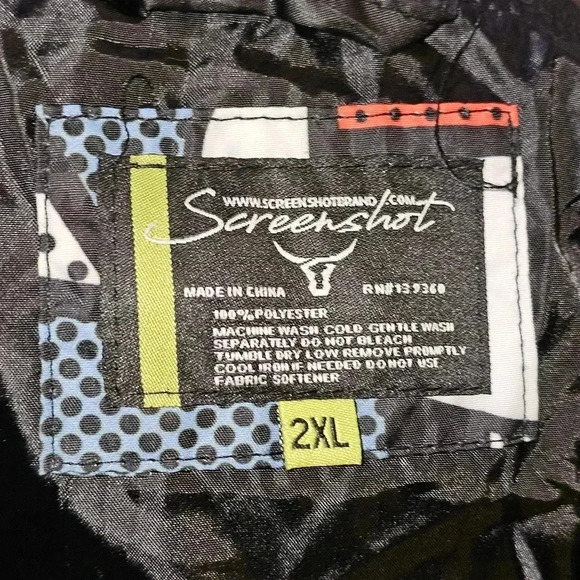 WWW.SCREENSHOTBRAND.COM
Screenshot
MADE IN CHINA RN#139360
100%POLYESTER
MACHINE WASH COLD GENTLE WASH
SEPARATELY DO NOT BLEACH
TUMBLE DRY LOW REMOVE PROMPTLY
COOL IRON IF NEEDED DO NOT USE
FABRIC SOFTENER
2XL